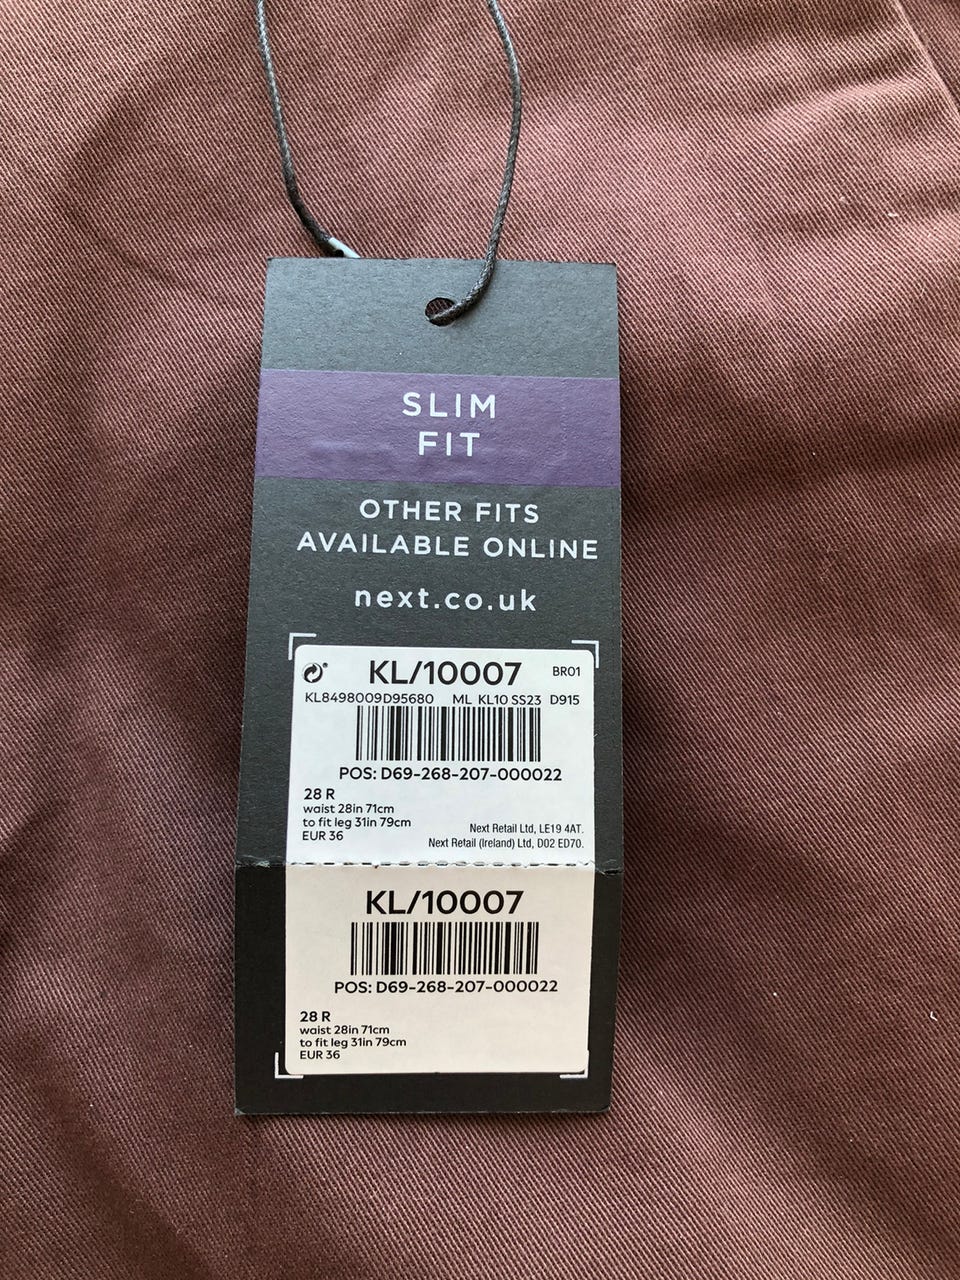 SLIM
FIT
OTHER FITS
AVAILABLE ONLINE
next.co.uk
KL/10007 BR01
KL8498009D95680 ML KL10 SS23 D915
POS: D69-268-207-000022
28 R
waist 28in 71cm
to fit leg 31in 79cm
EUR 36
Next Retail Ltd, LE19 4AT.
Next Retail (Ireland) Ltd, D02 ED70.
KL/10007
POS: D69-268-207-000022
28 R
waist 28in 71cm
to fit leg 31in 79cm
EUR 36